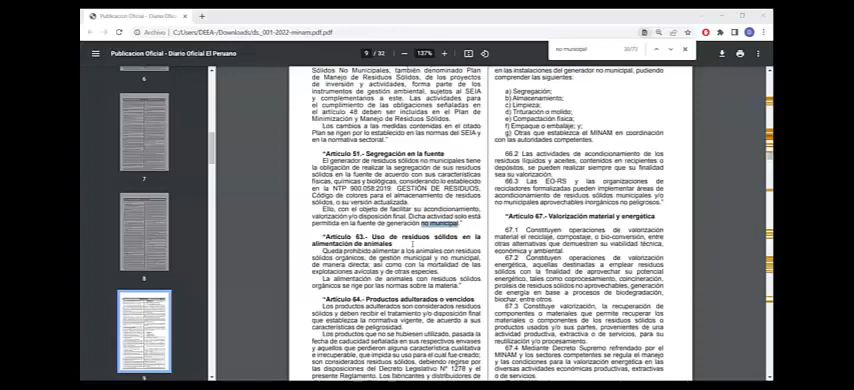 Publicacion Oficial - Diario Ofici
Archivo
C:/Users/DEEA-/Downloads/ds_001-2022-minam.pdf.pdf
Publicacion Oficial - Diario Oficial El Peruano
9 / 32
137%
no municipal
6
7
8
Sólidos No Municipales, también denominado Plan
de Manejo de Residuos Sólidos, de los proyectos
de inversión y actividades, forma parte de los
instrumentos de gestión ambiental, sujetos al SEIA
y complementarios a este. Las actividades para
el cumplimiento de las obligaciones señaladas en
el artículo 48 deben ser incluidas en el Plan de
Minimización y Manejo de Residuos Sólidos.
Los cambios a las medidas contenidas en el citado
Plan se rigen por lo establecido en las normas del SEIA y
en la normativa sectorial."
"Artículo 51.- Segregación en la fuente
El generador de residuos sólidos no municipales tiene
la obligación de realizar la segregación de sus residuos
sólidos en la fuente de acuerdo con sus características
físicas, químicas y biológicas, considerando lo establecido
en la NTP 900.058:2019: GESTIÓN DE RESIDUOS,
Código de colores para el almacenamiento de residuos
sólidos, o su versión actualizada.
Ello, con el objeto de facilitar su acondicionamiento,
valorización y/o disposición final. Dicha actividad solo está
permitida en la fuente de generación no municipal."
"Artículo 63.- Uso de residuos sólidos en la
alimentación de animales
Queda prohibido alimentar a los animales con residuos
sólidos orgánicos, de gestión municipal y no municipal,
de manera directa; así como con la mortalidad de las
explotaciones avícolas y de otras especies.
La alimentación de animales con residuos sólidos
orgánicos se rige por las normas sobre la materia."
"Artículo 64.- Productos adulterados o vencidos
Los productos adulterados son considerados residuos
sólidos y deben recibir el tratamiento y/o disposición final
que establezca la normativa vigente, de acuerdo a sus
características de peligrosidad.
Los productos que no se hubiesen utilizado, pasada la
fecha de caducidad señalada en sus respectivos envases
y aquellos que perdieron alguna característica cualitativa
e irrecuperable, que impida su uso para el cual fue creado;
son considerados residuos sólidos, debiendo regirse por
las disposiciones del Decreto Legislativo N° 1278 y el
presente Reglamento. Los fabricantes y distribuidores de
en las instalaciones del generador no municipal, pudiendo
comprender las siguientes:
a) Segregación;
b) Almacenamiento;
c) Limpieza;
d) Trituración o molido;
e) Compactación física;
f) Empaque o embalaje; y;
g) Otras que establezca el MINAM en coordinación
con las autoridades competentes.
66.2 Las actividades de acondicionamiento de los
residuos líquidos y aceites, contenidos en recipientes o
depósitos, se pueden realizar siempre que su finalidad
sea su valorización.
66.3 Las EO-RS y las organizaciones de
recicladores formalizadas pueden implementar áreas de
acondicionamiento de residuos sólidos municipales y/o
no municipales aprovechables inorgánicos no peligrosos."
"Artículo 67.- Valorización material y energética
67.1 Constituyen operaciones de valorización
material el reciclaje, compostaje, o bio-conversión, entre
otras alternativas que demuestren su viabilidad técnica,
económica y ambiental.
67.2 Constituyen operaciones de valorización
energética, aquellas destinadas a emplear residuos
sólidos con la finalidad de aprovechar su potencial
energético, tales como coprocesamiento, coincineración,
pirólisis de residuos no aprovechables, generación
de energía en base a procesos de biodegradación,
biochar, entre otros.
67.3 Constituye valorización, la recuperación de
componentes o materiales que permite recuperar los
materiales o componentes de los residuos sólidos o
productos usados y/o sus partes, provenientes de una
actividad productiva, extractiva o de servicios, para su
reutilización y/o procesamiento.
67.4 Mediante Decreto Supremo refrendado por el
MINAM y los sectores competentes se regula el manejo
y las condiciones para la valorización energética en las
diversas actividades económicas productivas, extractivas
o de servicios.